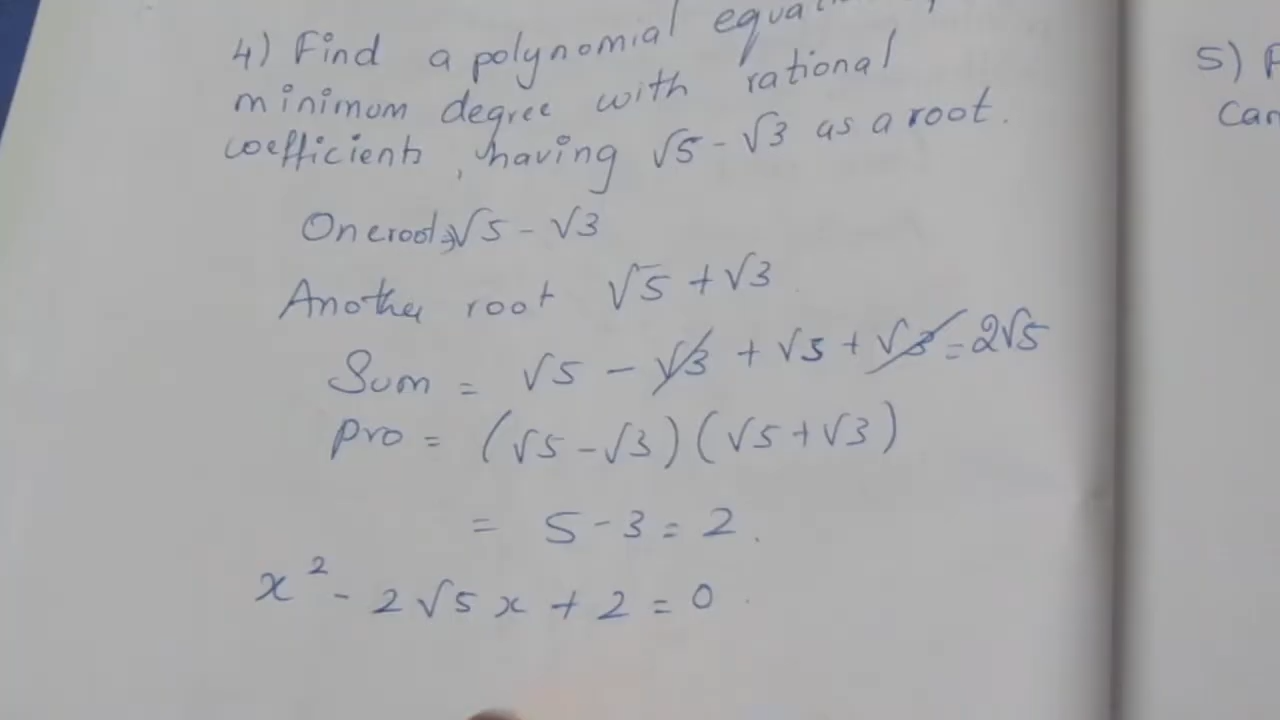 4) Find a polynomial
minimum degree with rational
coefficients, having √5 - √3 as a root.
One root √5 - √3
Another root √5 + √3
Sum = √5 - √3 + √5 + √3 = 2√5
Pro = (√5 - √3) (√5 + √3)
= 5 - 3 = 2.
x² - 2√5 x + 2 = 0.
5)
Can